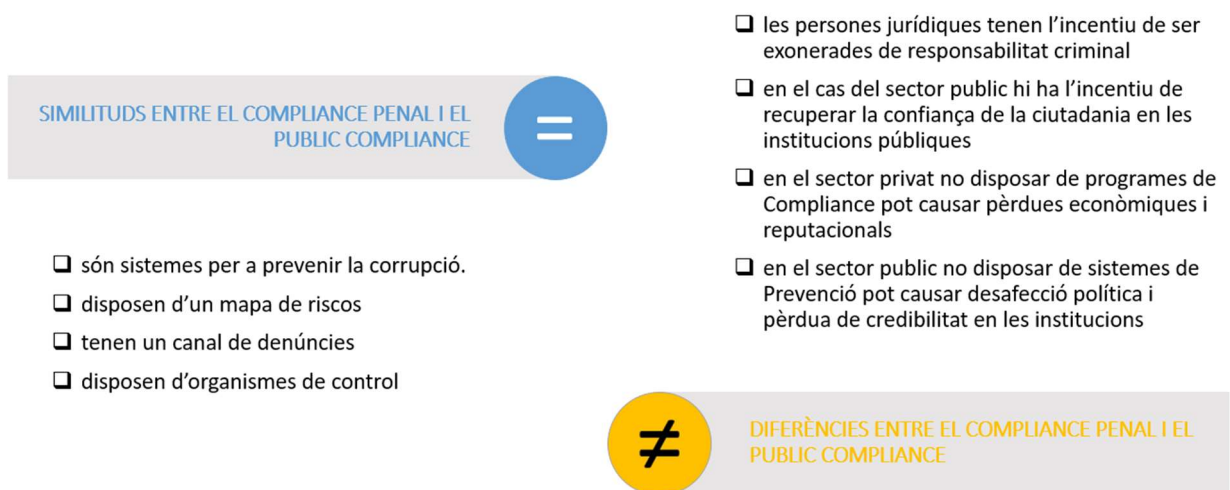 SIMILITUDS ENTRE EL COMPLIANCE PENAL I EL
PUBLIC COMPLIANCE
=
són sistemes per a prevenir la corrupció.
disposen d’un mapa de riscos
tenen un canal de denúncies
disposen d’organismes de control
les persones jurídiques tenen l’incentiu de ser
exonerades de responsabilitat criminal
en el cas del sector public hi ha l’incentiu de
recuperar la confiança de la ciutadania en les
institucions públiques
en el sector privat no disposar de programes de
Compliance pot causar pèrdues econòmiques i
reputacionals
en el sector public no disposar de sistemes de
Prevenció pot causar desafecció política i
pèrdua de credibilitat en les institucions
≠
DIFERÈNCIES ENTRE EL COMPLIANCE PENAL I EL
PUBLIC COMPLIANCE